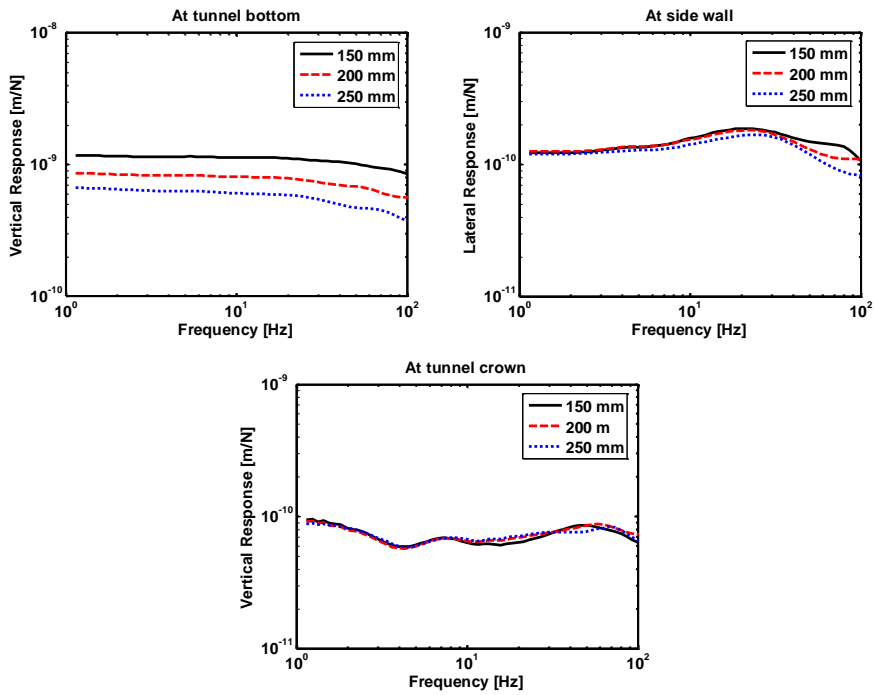 At tunnel bottom
10^-8
10^-9
10^-10
10^0
10^1
10^2
Vertical Response [m/N]
Frequency [Hz]
150 mm
200 mm
250 mm
At side wall
10^-9
10^-10
10^-11
10^0
10^1
10^2
Lateral Response [m/N]
Frequency [Hz]
150 mm
200 mm
250 mm
At tunnel crown
10^-9
10^-10
10^-11
10^0
10^1
10^2
Vertical Response [m/N]
Frequency [Hz]
150 mm
200 m
250 mm